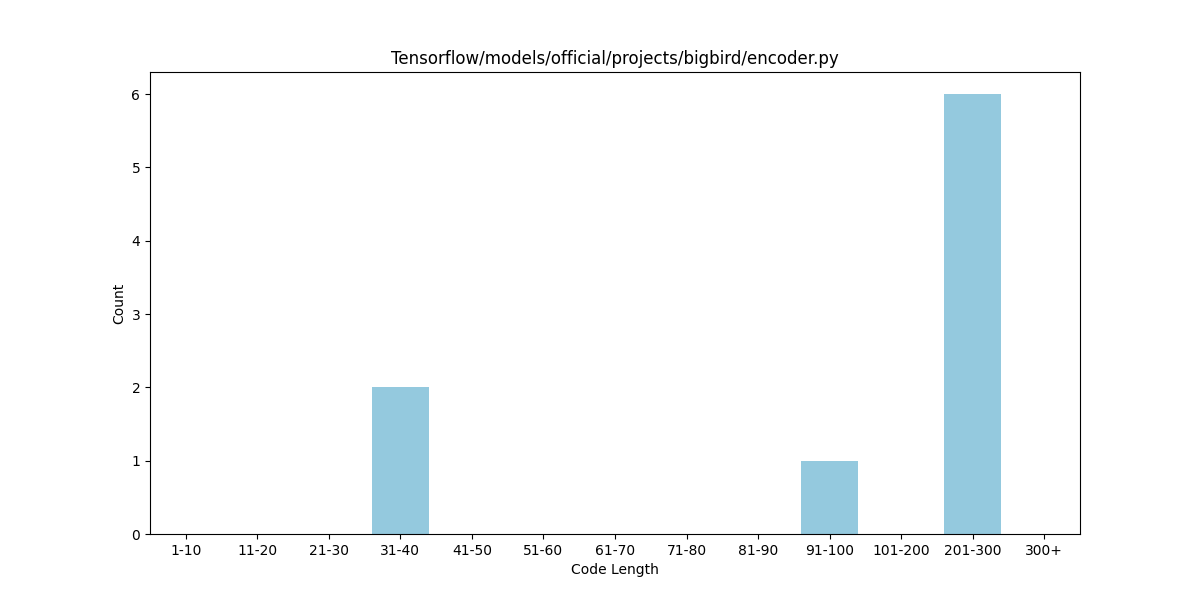 Tensorflow/models/official/projects/bigbird/encoder.py
6
5
4
3
2
1
0
Count
1-10 11-20 21-30 31-40 41-50 51-60 61-70 71-80 81-90 91-100 101-200 201-300 300+
Code Length